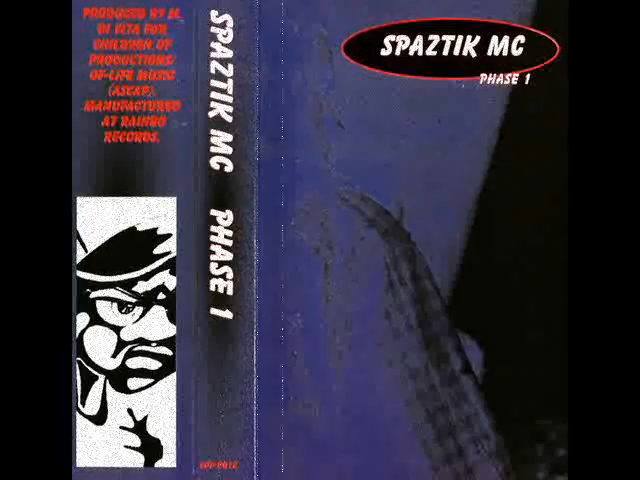 PRODUCED BY M.
DI VITA FOR
CHILDREN OF
PRODUCTIONS/
OF-LIFE MUSIC
(ASCAP).
MANUFACTURED
AT RAINBO
RECORDS.
SPAZTIK MC PHASE 1
SPAZTIK MC
PHASE 1